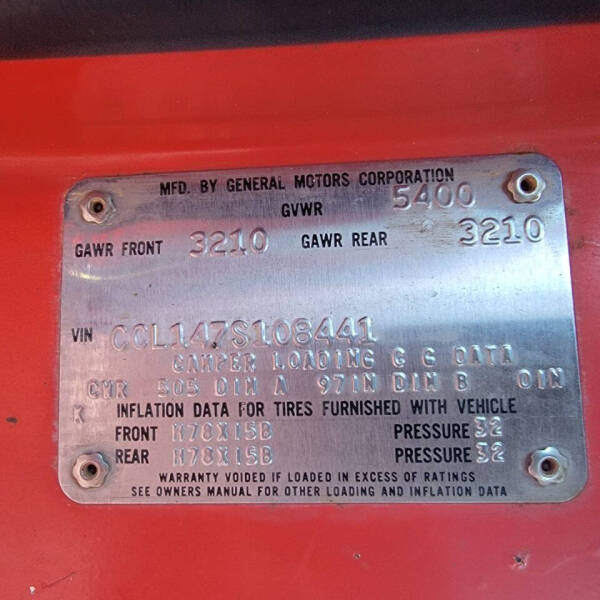 MFD. BY GENERAL MOTORS CORPORATION
GVWR 5400
GAWR FRONT 3210 GAWR REAR 3210
VIN CCL147S108441
CAMPER LOADING C G DATA
CWR 505 DIM A 97IN DIM B 0IN
K INFLATION DATA FOR TIRES FURNISHED WITH VEHICLE
FRONT H78X15B PRESSURE 32
REAR H78X15B PRESSURE 32
WARRANTY VOIDED IF LOADED IN EXCESS OF RATINGS
SEE OWNERS MANUAL FOR OTHER LOADING AND INFLATION DATA